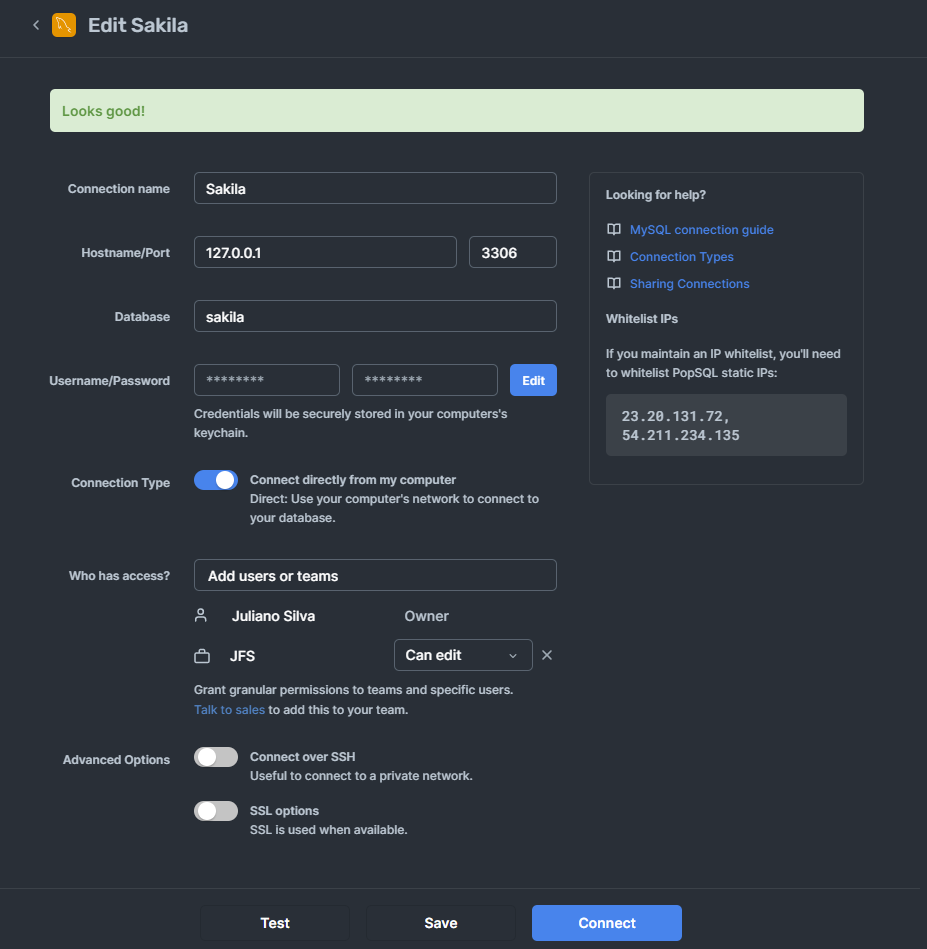 Edit Sakila
Looks good!
Connection name
Sakila
Hostname/Port
127.0.0.1
3306
Database
sakila
Username/Password
********
********
Edit
Credentials will be securely stored in your computers's
keychain.
Connection Type
Connect directly from my computer
Direct: Use your computer's network to connect to
your database.
Who has access?
Add users or teams
Juliano Silva
Owner
JFS
Can edit
Grant granular permissions to teams and specific users.
Talk to sales to add this to your team.
Advanced Options
Connect over SSH
Useful to connect to a private network.
SSL options
SSL is used when available.
Looking for help?
MySQL connection guide
Connection Types
Sharing Connections
Whitelist IPs
If you maintain an IP whitelist, you'll need
to whitelist PopSQL static IPs:
23.20.131.72,
54.211.234.135
Test
Save
Connect